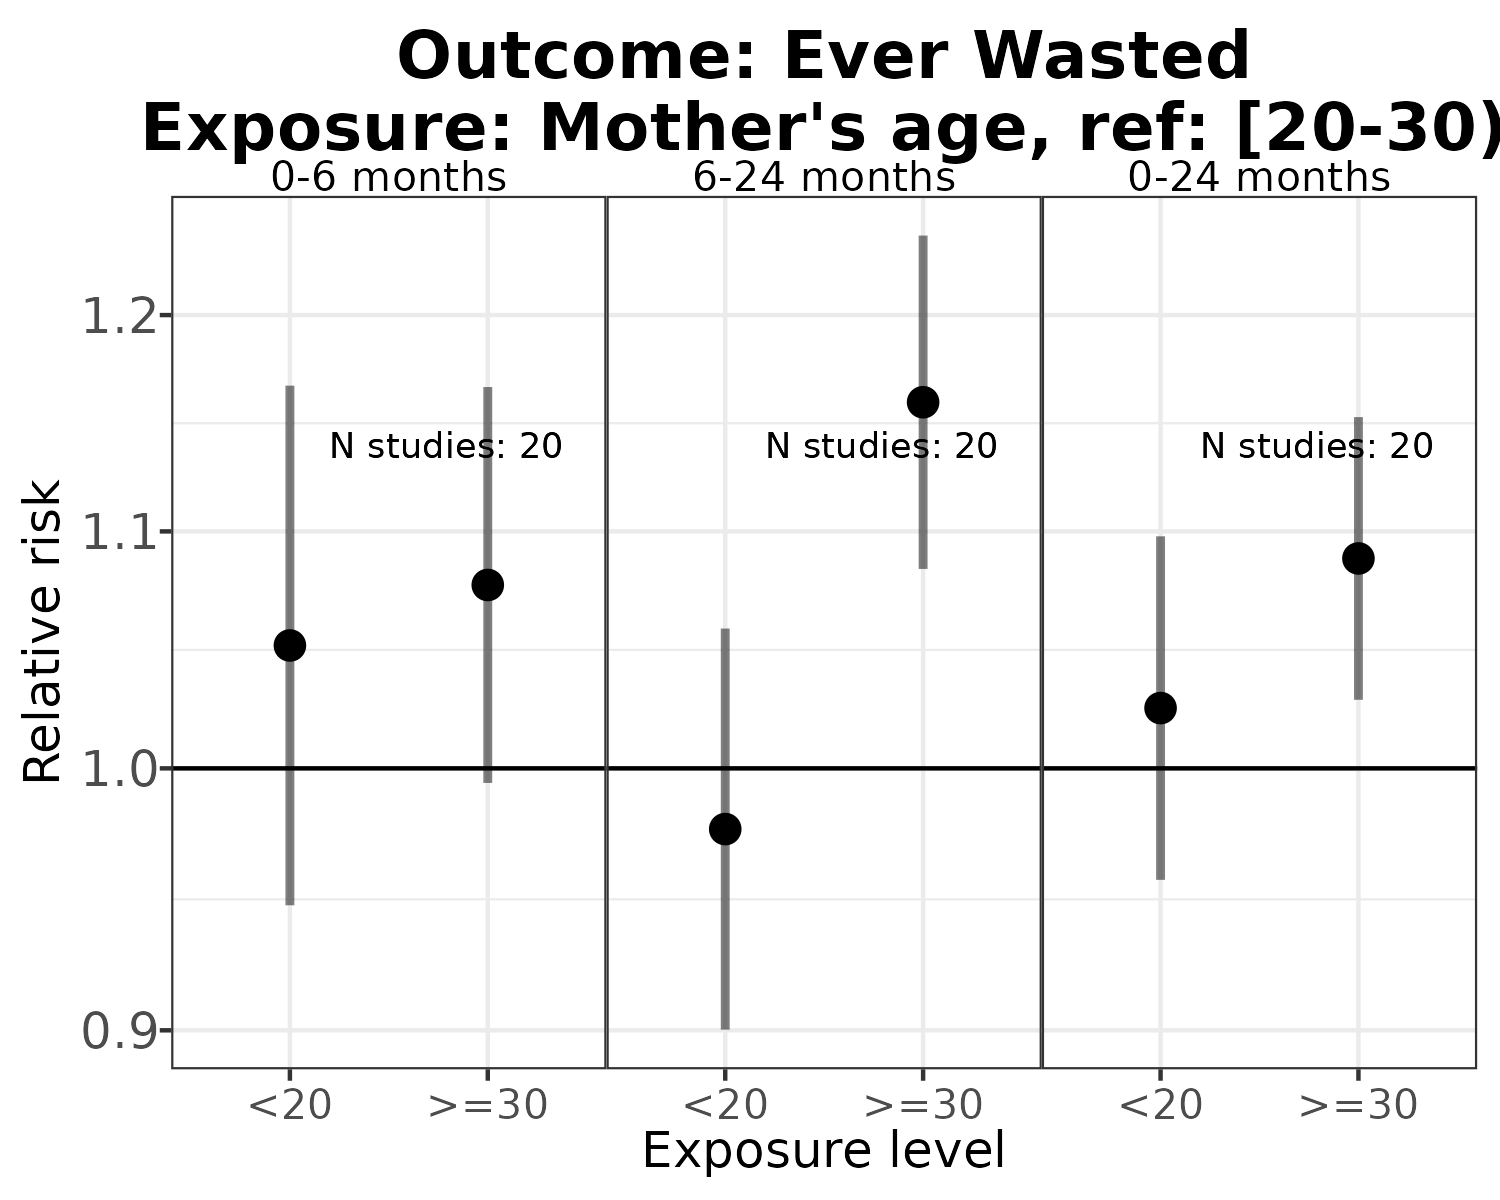 Outcome: Ever Wasted
Exposure: Mother's age, ref: [20-30)
0-6 months 6-24 months 0-24 months
1.2
N studies: 20 N studies: 20 N studies: 20
1.1
Relative risk
1.0
0.9
<20 >=30 <20 >=30 <20 >=30
Exposure level